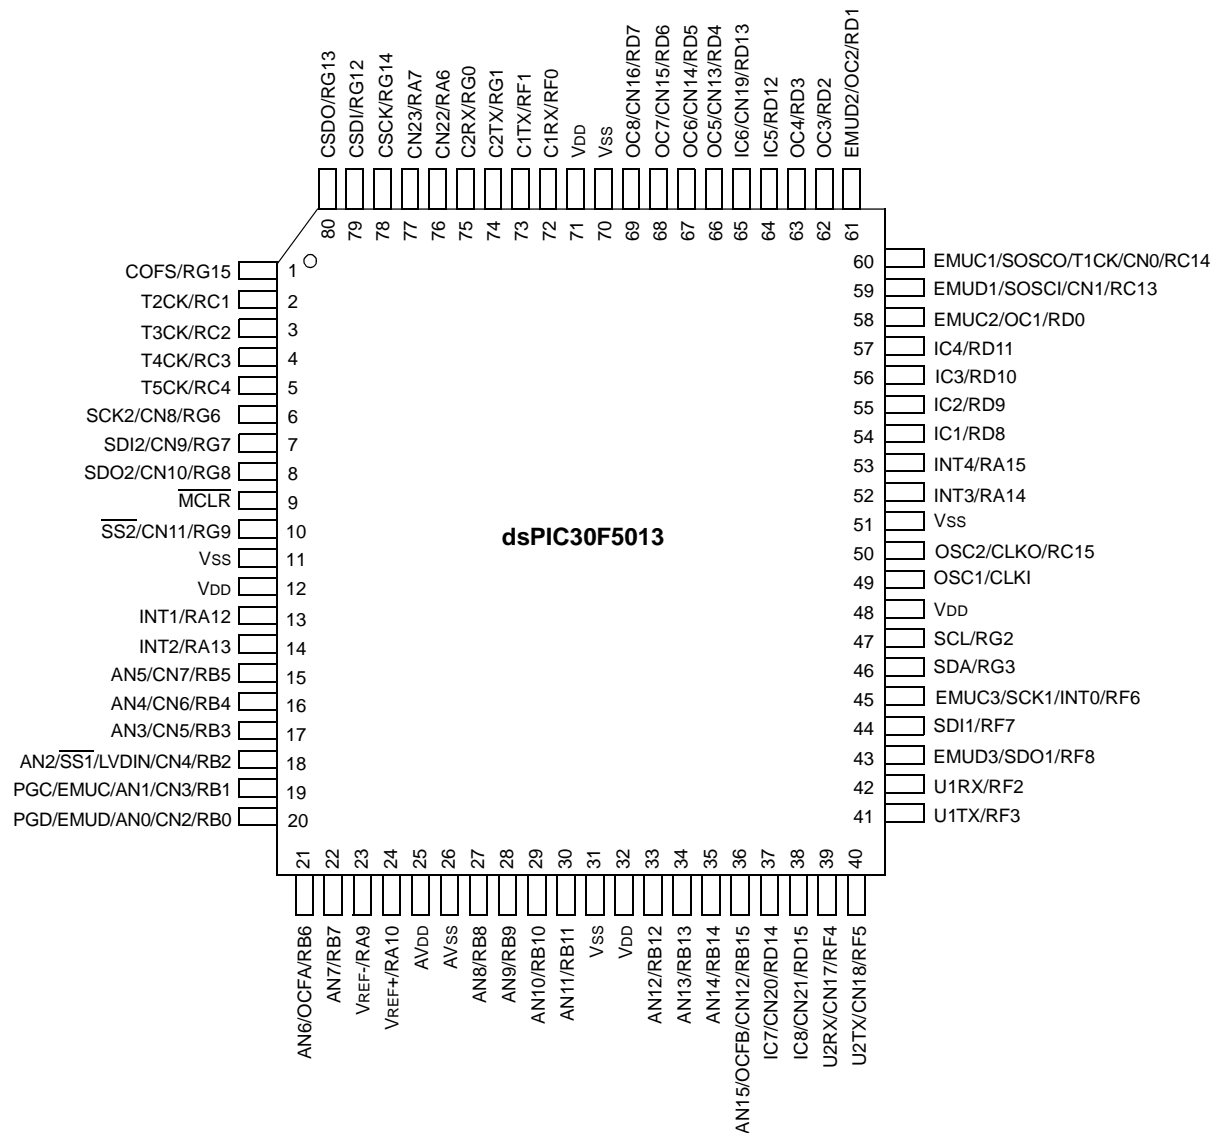 CSDO/RG13
CSDI/RG12
CSCK/RG14
CN23/RA7
CN22/RA6
C2RX/RG0
C2TX/RG1
C1TX/RF1
C1RX/RF0
VDD
VSS
OC8/CN16/RD7
OC7/CN15/RD6
OC6/CN14/RD5
OC5/CN13/RD4
IC6/CN19/RD13
IC5/RD12
OC4/RD3
OC3/RD2
EMUD2/OC2/RD1
80 79 78 77 76 75 74 73 72 71 70 69 68 67 66 65 64 63 62 61
COFS/RG15 1
T2CK/RC1 2
T3CK/RC2 3
T4CK/RC3 4
T5CK/RC4 5
SCK2/CN8/RG6 6
SDI2/CN9/RG7 7
SDO2/CN10/RG8 8
MCLR 9
SS2/CN11/RG9 10
VSS 11
VDD 12
INT1/RA12 13
INT2/RA13 14
AN5/CN7/RB5 15
AN4/CN6/RB4 16
AN3/CN5/RB3 17
AN2/SS1/LVDIN/CN4/RB2 18
PGC/EMUC/AN1/CN3/RB1 19
PGD/EMUD/AN0/CN2/RB0 20
dsPIC30F5013
60 EMUC1/SOSCO/T1CK/CN0/RC14
59 EMUD1/SOSCI/CN1/RC13
58 EMUC2/OC1/RD0
57 IC4/RD11
56 IC3/RD10
55 IC2/RD9
54 IC1/RD8
53 INT4/RA15
52 INT3/RA14
51 VSS
50 OSC2/CLKO/RC15
49 OSC1/CLKI
48 VDD
47 SCL/RG2
46 SDA/RG3
45 EMUC3/SCK1/INT0/RF6
44 SDI1/RF7
43 EMUD3/SDO1/RF8
42 U1RX/RF2
41 U1TX/RF3
21 22 23 24 25 26 27 28 29 30 31 32 33 34 35 36 37 38 39 40
AN6/OCFA/RB6
AN7/RB7
VREF-/RA9
VREF+/RA10
AVDD
AVSS
AN8/RB8
AN9/RB9
AN10/RB10
AN11/RB11
VSS
VDD
AN12/RB12
AN13/RB13
AN14/RB14
AN15/OCFB/CN12/RB15
IC7/CN20/RD14
IC8/CN21/RD15
U2RX/CN17/RF4
U2TX/CN18/RF5